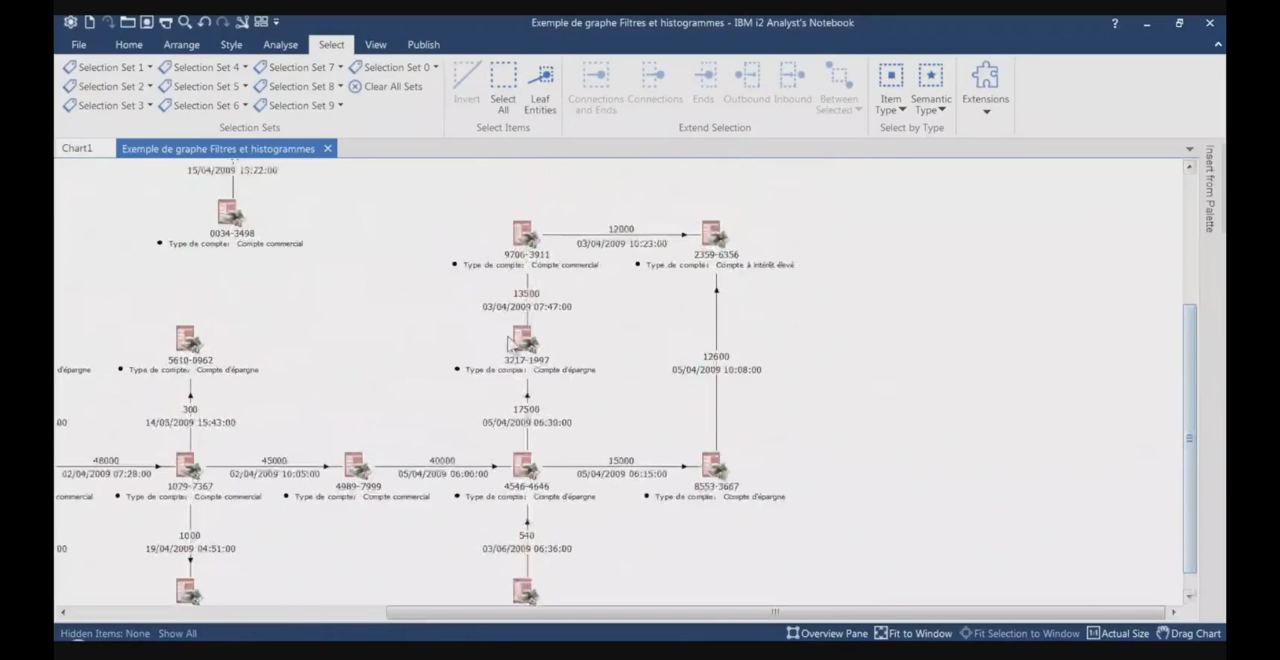 Exemple de graphe Filtres et histogrammes - IBM i2 Analyst's Notebook
File Home Arrange Style Analyse Select View Publish
Selection Set 1 Selection Set 4 Selection Set 7 Selection Set 0
Selection Set 2 Selection Set 5 Selection Set 8 Clear All Sets
Selection Set 3 Selection Set 6 Selection Set 9
Selection Sets
Invert Select All Leaf Entities
Select Items
Connections and Ends Connections Ends Outbound Inbound Between Selected
Extend Selection
Item Type Semantic Type
Select by Type
Extensions
Chart1 Exemple de graphe Filtres et histogrammes
Insert from Palette
15/04/2009 15:22:00
0034-3498
Type de compte: Compte commercial
9706-3911
Type de compte: Compte commercial
12000
03/04/2009 10:23:00
2359-6356
Type de compte: Compte à intérêt élevé
13500
03/04/2009 07:47:00
5610-0962
d'épargne Type de compte: Compte d'épargne
3217-1997
Type de compte: Compte d'épargne
12600
05/04/2009 10:08:00
300
00 14/03/2009 15:43:00
17500
05/04/2009 06:30:00
48000
02/04/2009 07:28:00
1079-7367
commercial Type de compte: Compte commercial
45000
02/04/2009 10:05:00
4989-7999
Type de compte: Compte commercial
40000
05/04/2009 06:00:00
4546-4646
Type de compte: Compte d'épargne
15000
05/04/2009 06:15:00
8553-3667
Type de compte: Compte d'épargne
1000
00 19/04/2009 04:51:00
540
03/06/2009 06:36:00
Hidden Items: None Show All Overview Pane Fit to Window Fit Selection to Window Actual Size Drag Chart